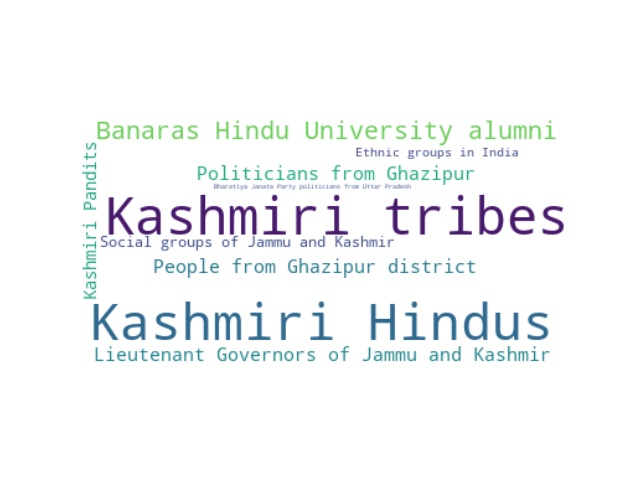 Banaras Hindu University alumni
Ethnic groups in India
Politicians from Ghazipur
Bharatiya Janata Party politicians from Uttar Pradesh
Kashmiri Pandits
Kashmiri tribes
Social groups of Jammu and Kashmir
People from Ghazipur district
Kashmiri Hindus
Lieutenant Governors of Jammu and Kashmir